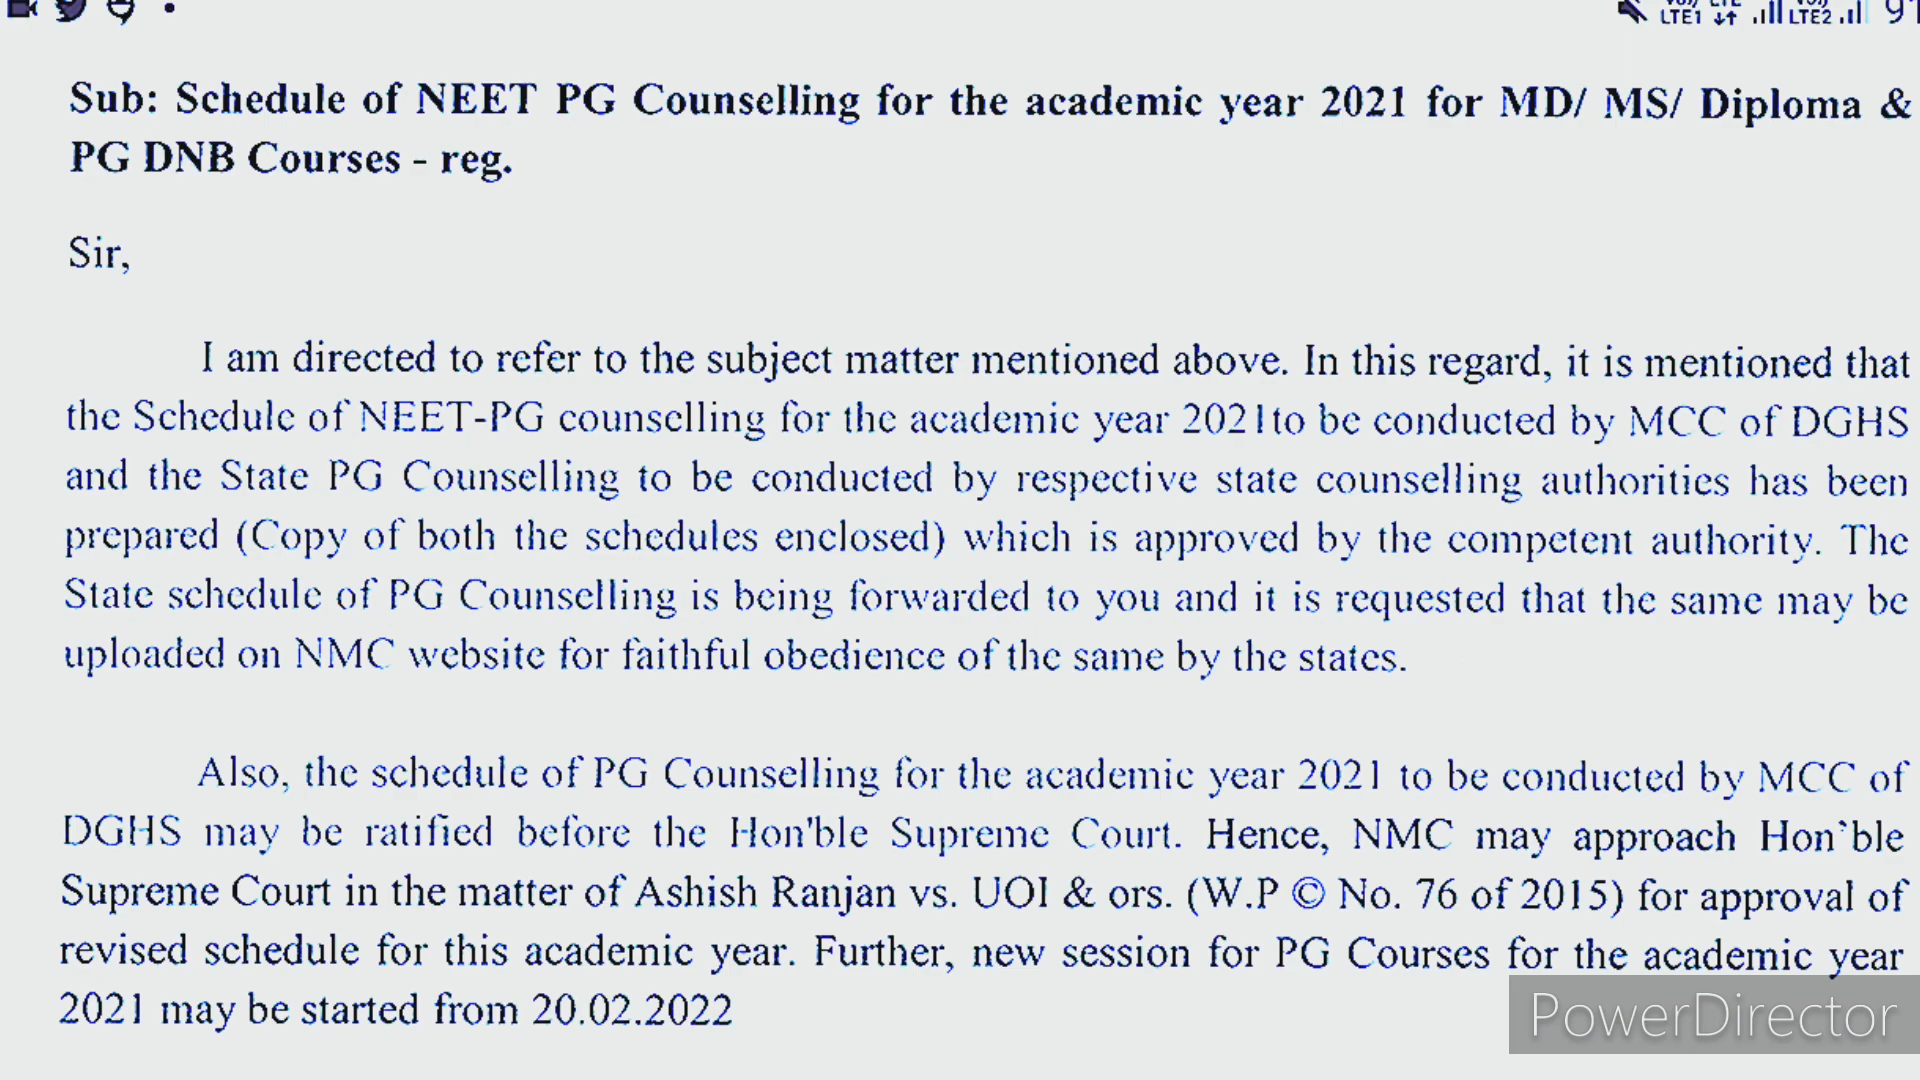 LTE1 LTE2 91
Sub: Schedule of NEET PG Counselling for the academic year 2021 for MD/ MS/ Diploma &
PG DNB Courses - reg.
Sir,
I am directed to refer to the subject matter mentioned above. In this regard, it is mentioned that
the Schedule of NEET-PG counselling for the academic year 2021to be conducted by MCC of DGHS
and the State PG Counselling to be conducted by respective state counselling authorities has been
prepared (Copy of both the schedules enclosed) which is approved by the competent authority. The
State schedule of PG Counselling is being forwarded to you and it is requested that the same may be
uploaded on NMC website for faithful obedience of the same by the states.
Also, the schedule of PG Counselling for the academic year 2021 to be conducted by MCC of
DGHS may be ratified before the Hon'ble Supreme Court. Hence, NMC may approach Hon`ble
Supreme Court in the matter of Ashish Ranjan vs. UOI & ors. (W.P © No. 76 of 2015) for approval of
revised schedule for this academic year. Further, new session for PG Courses for the academic year
2021 may be started from 20.02.2022
PowerDirector